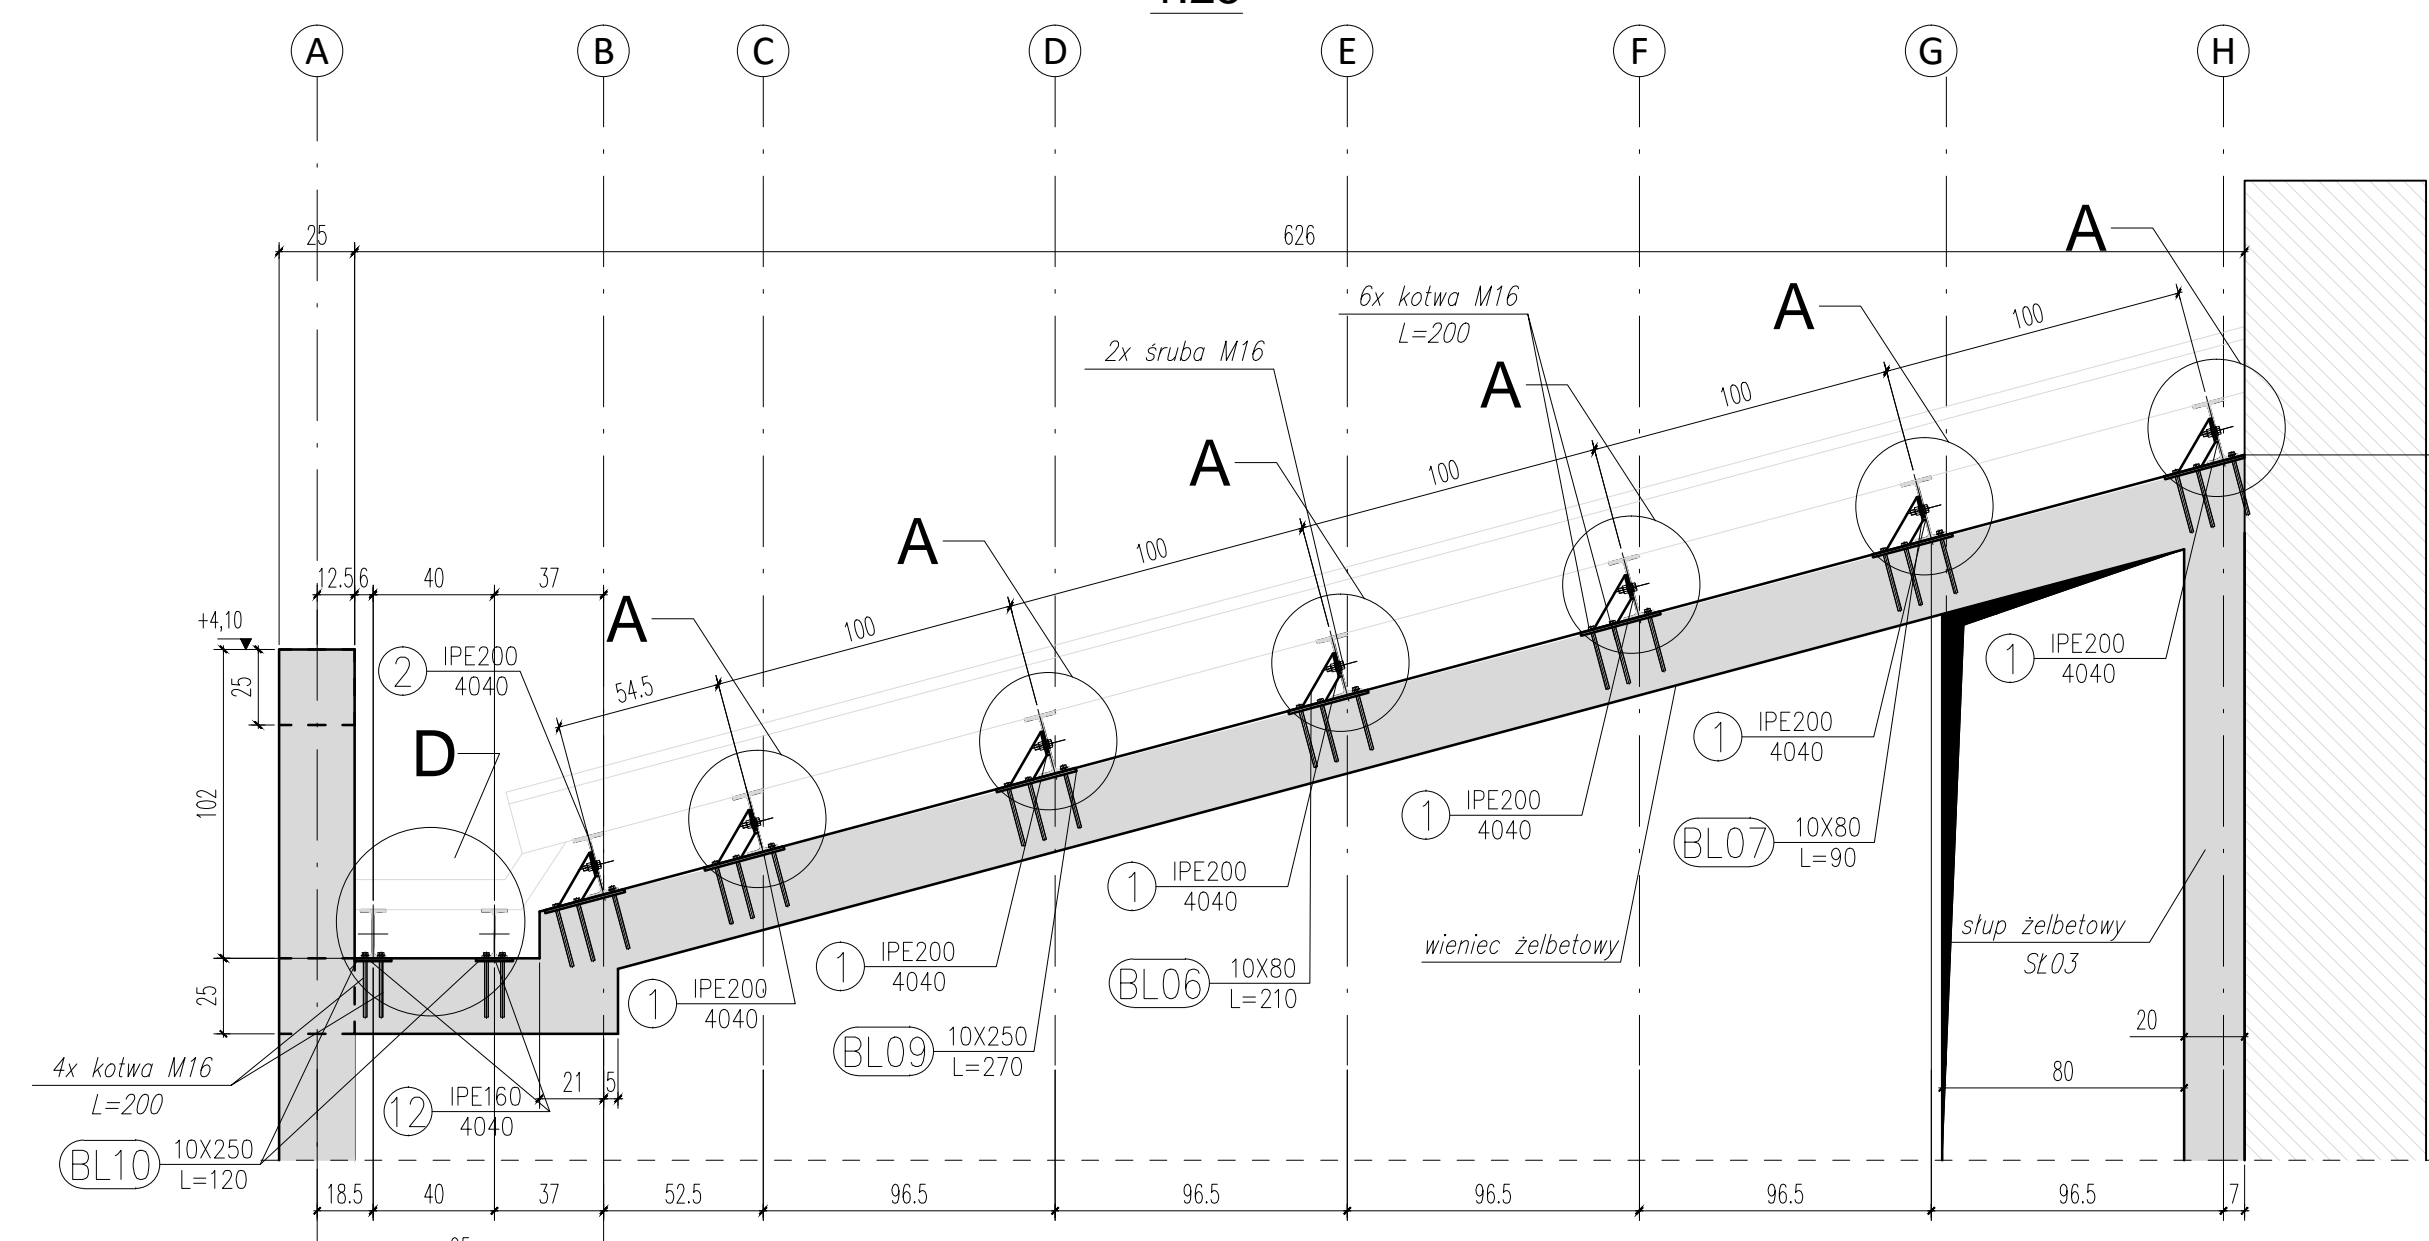 A B C D E F G H
25
626
A
6x kotwa M16
L=200
A
100
2x śruba M16
A
100
A
100
A
100
12.5 6 40 37
A
100
+4,10
2 IPE200
4040
54.5
25
1 IPE200
4040
D
102
1 IPE200
4040
1 IPE200
4040
BL07 10X80
L=90
1 IPE200
4040
słup żelbetowy
SŁ03
wieniec żelbetowy
1 IPE200
4040
BL06 10X80
L=210
1 IPE200
4040
25
20
BL09 10X250
L=270
4x kotwa M16
L=200
80
21 5
12 IPE160
4040
BL10 10X250
L=120
18.5 40 37 52.5 96.5 96.5 96.5 96.5 96.5 7